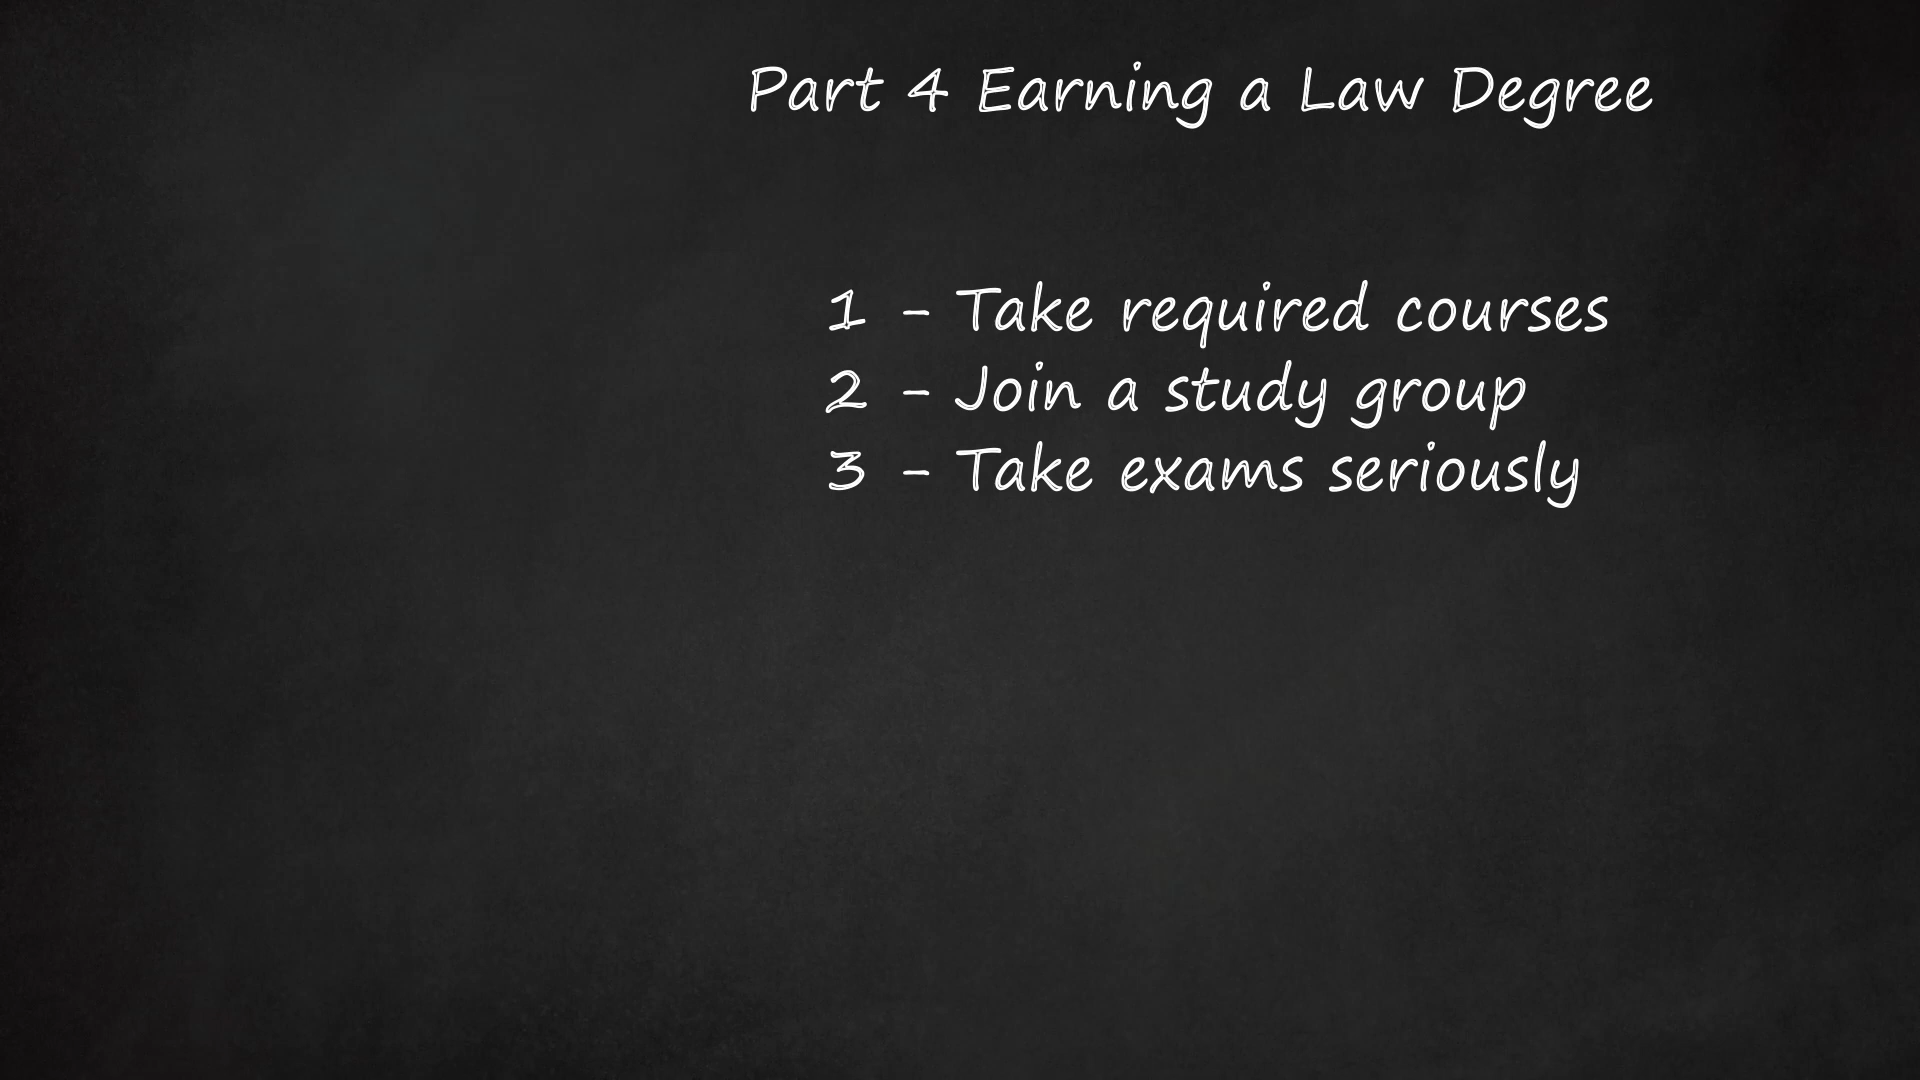 Part 4 Earning a Law Degree
1 - Take required courses
2 - Join a study group
3 - Take exams seriously